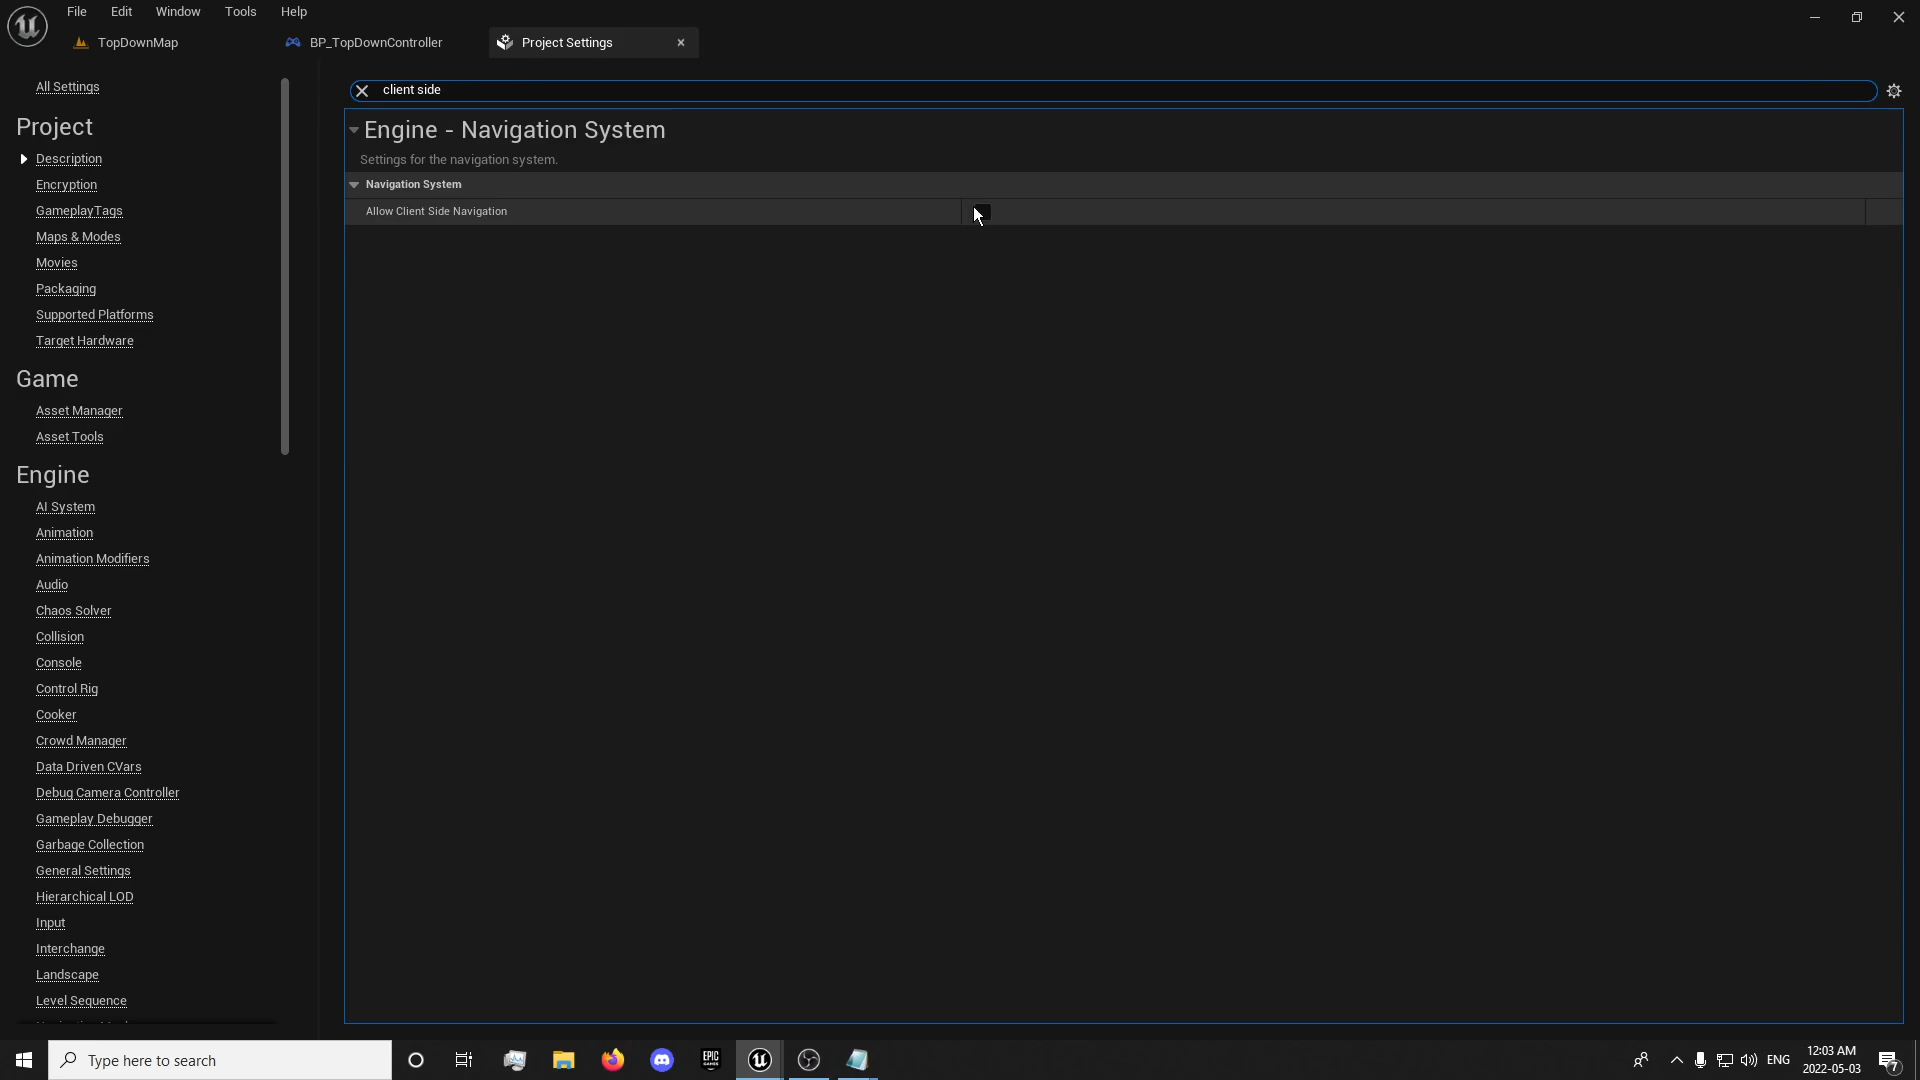 File Edit Window Tools Help
TopDownMap BP_TopDownController Project Settings
All Settings
Project
Description
Encryption
GameplayTags
Maps & Modes
Movies
Packaging
Supported Platforms
Target Hardware
Game
Asset Manager
Asset Tools
Engine
AI System
Animation
Animation Modifiers
Audio
Chaos Solver
Collision
Console
Control Rig
Cooker
Crowd Manager
Data Driven CVars
Debug Camera Controller
Gameplay Debugger
Garbage Collection
General Settings
Hierarchical LOD
Input
Interchange
Landscape
Level Sequence
client side
Engine - Navigation System
Settings for the navigation system.
Navigation System
Allow Client Side Navigation
Type here to search
EPIC
GAMES
ENG
12:03 AM
2022-05-03
7